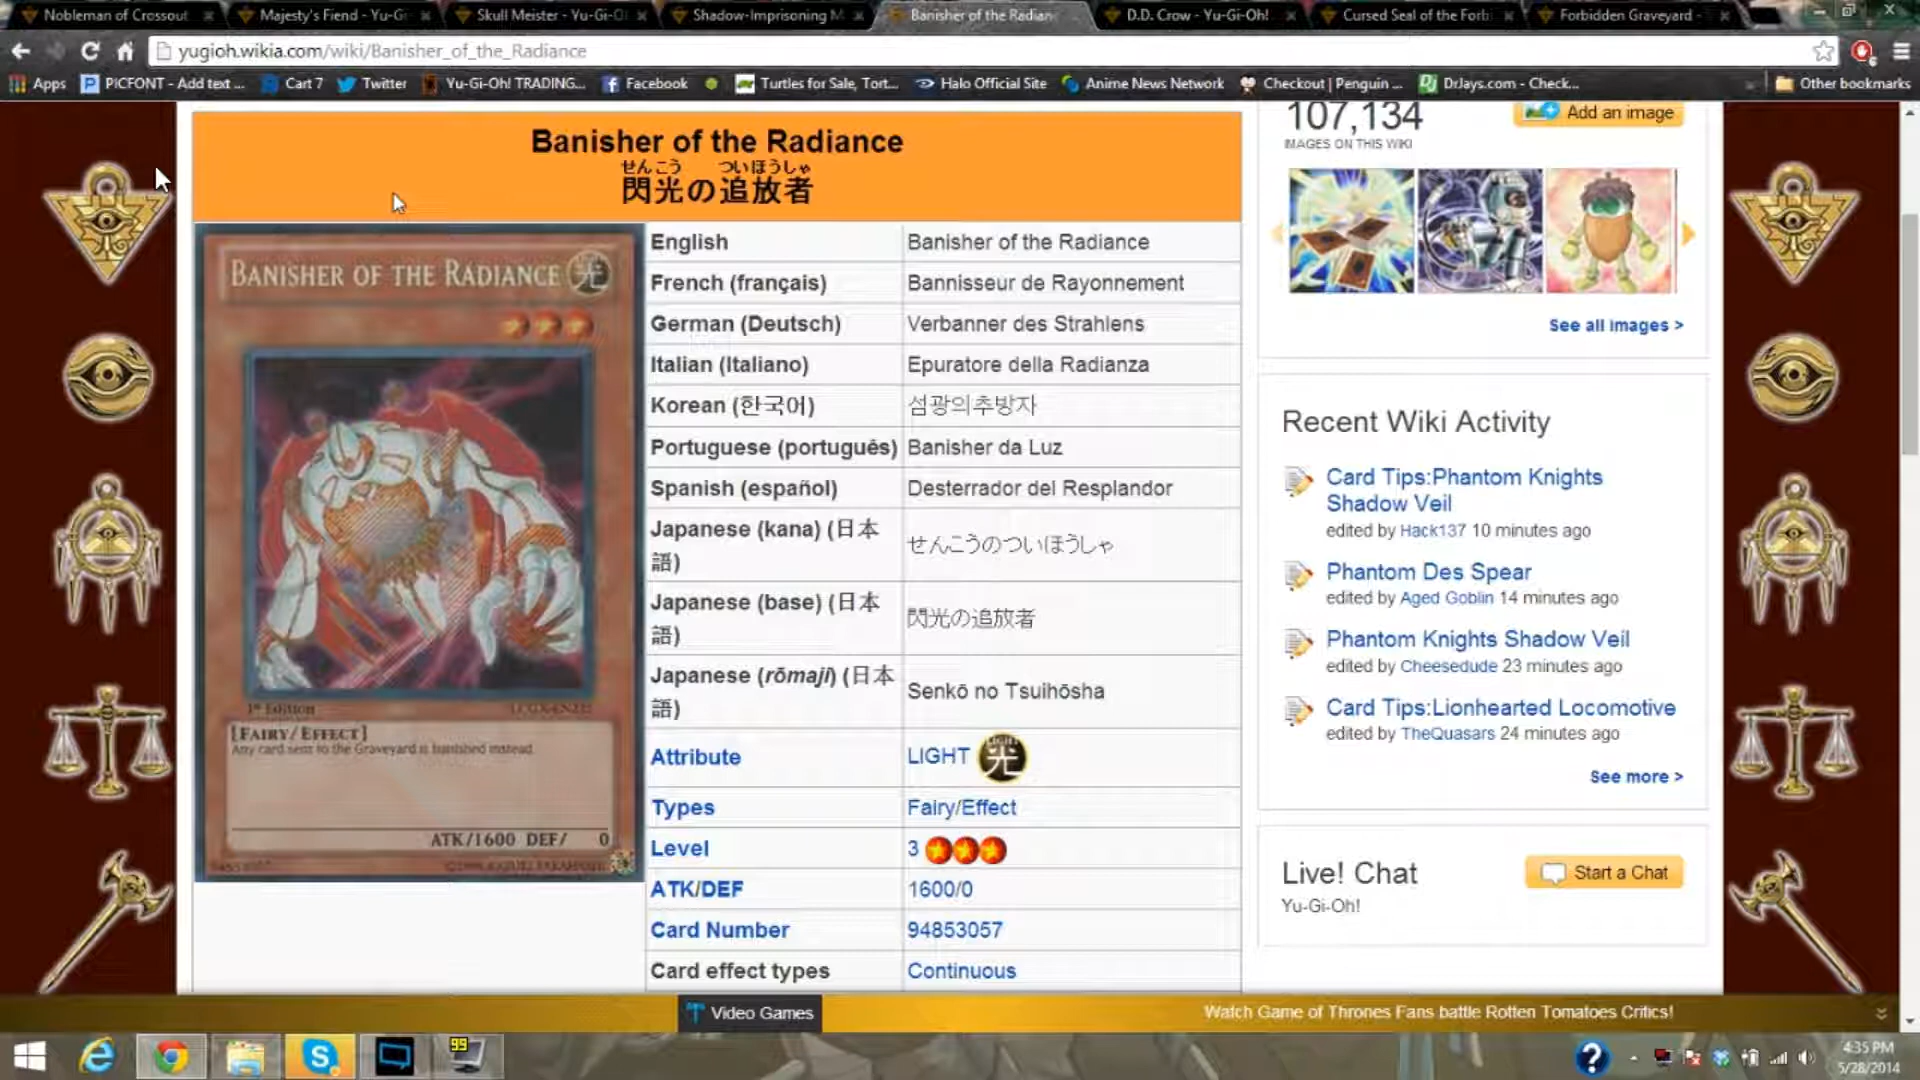 Nobleman of Crossout
Majesty's Fiend - Yu-G
Skull Meister - Yu-Gi-O
Shadow-Imprisoning M
Banisher of the Radian
D.D. Crow - Yu-Gi-Oh!
Cursed Seal of the Forb
Forbidden Graveyard -
yugioh.wikia.com/wiki/Banisher_of_the_Radiance
Apps
PICFONT - Add text ...
Cart 7
Twitter
Yu-Gi-Oh! TRADING...
Facebook
Turtles for Sale, Tort...
Halo Official Site
Anime News Network
Checkout | Penguin ...
DrJays.com - Check...
Other bookmarks
Banisher of the Radiance
せんこう ついほうしゃ
閃光の追放者
BANISHER OF THE RADIANCE 光
1st Edition
[FAIRY/EFFECT]
Any card sent to the Graveyard is banished instead.
ATK/1600 DEF/ 0
English Banisher of the Radiance
French (français) Bannisseur de Rayonnement
German (Deutsch) Verbanner des Strahlens
Italian (Italiano) Epuratore della Radianza
Korean (한국어) 섬광의추방자
Portuguese (português) Banisher da Luz
Spanish (español) Desterrador del Resplandor
Japanese (kana) (日本
語)
せんこうのついほうしゃ
Japanese (base) (日本
語)
閃光の追放者
Japanese (rōmaji) (日本
語)
Senkō no Tsuihōsha
Attribute LIGHT LIGHT 光
Types Fairy/Effect
Level 3
ATK/DEF 1600/0
Card Number 94853057
Card effect types Continuous
107,134
IMAGES ON THIS WIKI
Add an image
See all images >
Recent Wiki Activity
Card Tips:Phantom Knights
Shadow Veil
edited by Hack137 10 minutes ago
Phantom Des Spear
edited by Aged Goblin 14 minutes ago
Phantom Knights Shadow Veil
edited by Cheesedude 23 minutes ago
Card Tips:Lionhearted Locomotive
edited by TheQuasars 24 minutes ago
See more >
Live! Chat
Start a Chat
Yu-Gi-Oh!
Video Games
Watch Game of Thrones Fans battle Rotten Tomatoes Critics!
99
4:35 PM
5/28/2014